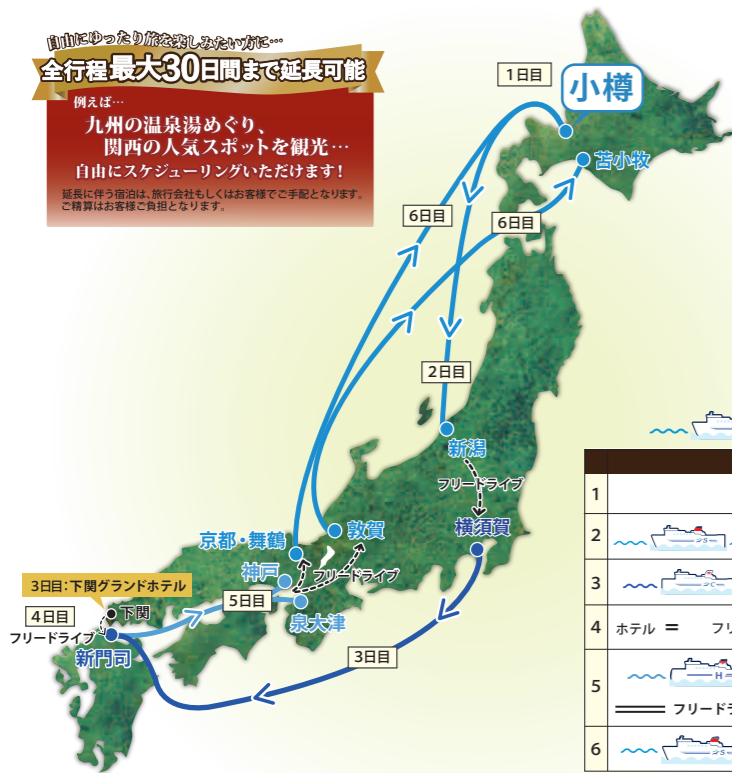 自由にゆったり旅を楽しみたい方に…
全行程最大30日間まで延長可能
例えば…
九州の温泉湯めぐり、
関西の人気スポットを観光…
自由にスケジューリングいただけます！
延長に伴う宿泊は、旅行会社もしくはお客様でご手配となります。
ご精算はお客様ご負担となります。
1日目
小樽
苫小牧
6日目
6日目
2日目
新潟
フリードライブ
横須賀
敦賀
京都・舞鶴
神戸
フリードライブ
3日目：下関グランドホテル
5日目
泉大津
4日目
下関
フリードライブ
新門司
3日目
1
2
S
3
4 ホテル ＝ フリ
5
H
フリードラ
6
S